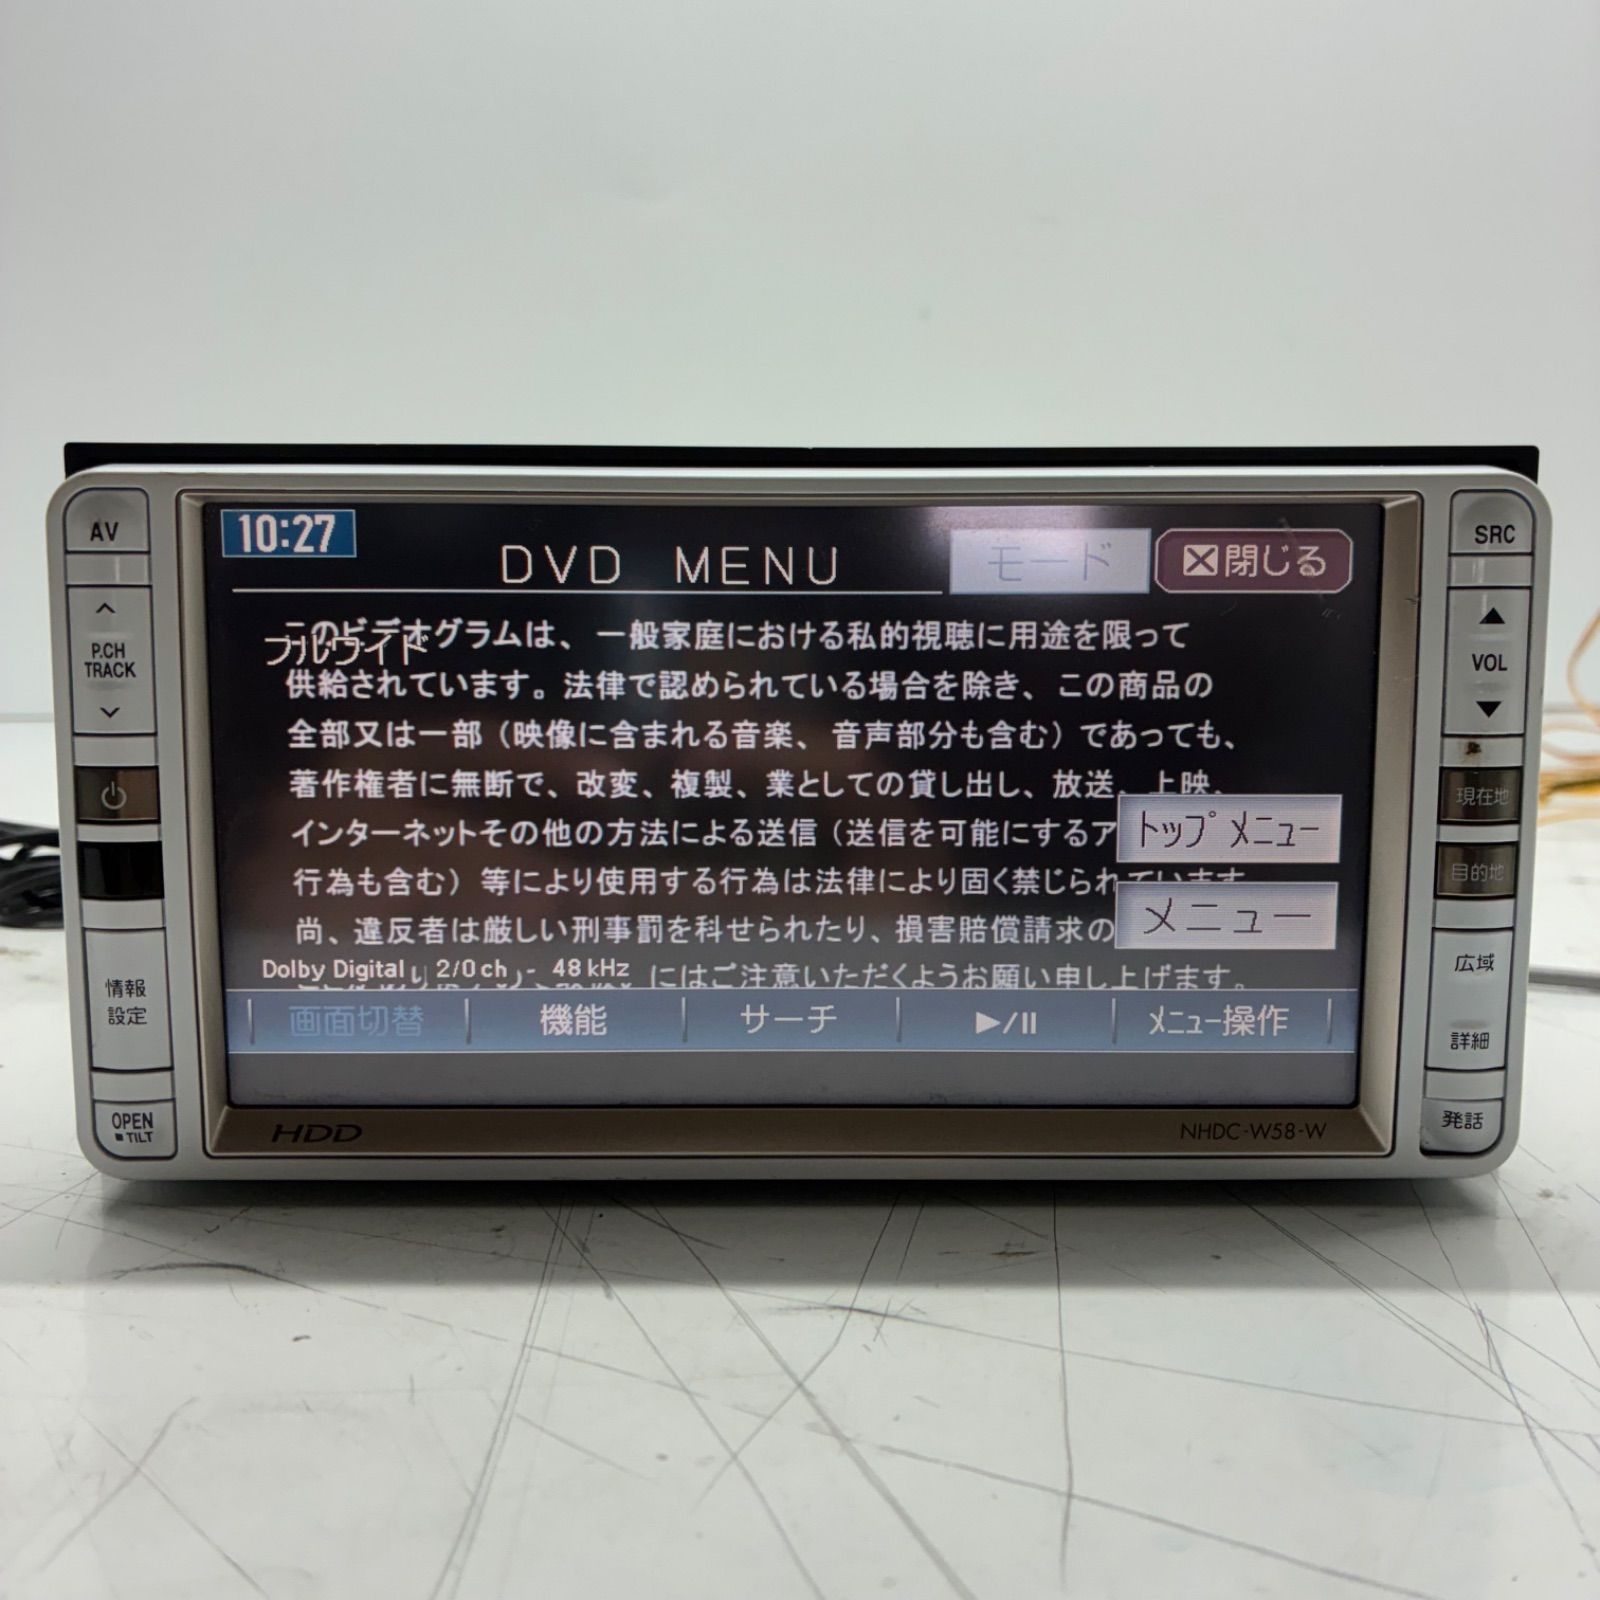 AV
P.CH
TRACK
情報
設定
OPEN
■ TILT
10:27
DVD MENU
モード
閉じる
フルワイド
このビデオグラムは、一般家庭における私的視聴に用途を限って
供給されています。法律で認められている場合を除き、この商品の
全部又は一部（映像に含まれる音楽、音声部分も含む）であっても、
著作権者に無断で、改変、複製、業としての貸し出し、放送、上映、
インターネットその他の方法による送信（送信を可能にするア
トップメニュー
行為も含む）等により使用する行為は法律により固く禁じられています
尚、違反者は厳しい刑事罰を科せられたり、損害賠償請求の
メニュー
Dolby Digital 2/0 ch 48 kHz
にはご注意いただくようお願い申し上げます。
画面切替 機能 サーチ ▶/II メニュー操作
HDD
NHDC-W58-W
SRC
▲
VOL
▼
現在地
目的地
広域
詳細
発話